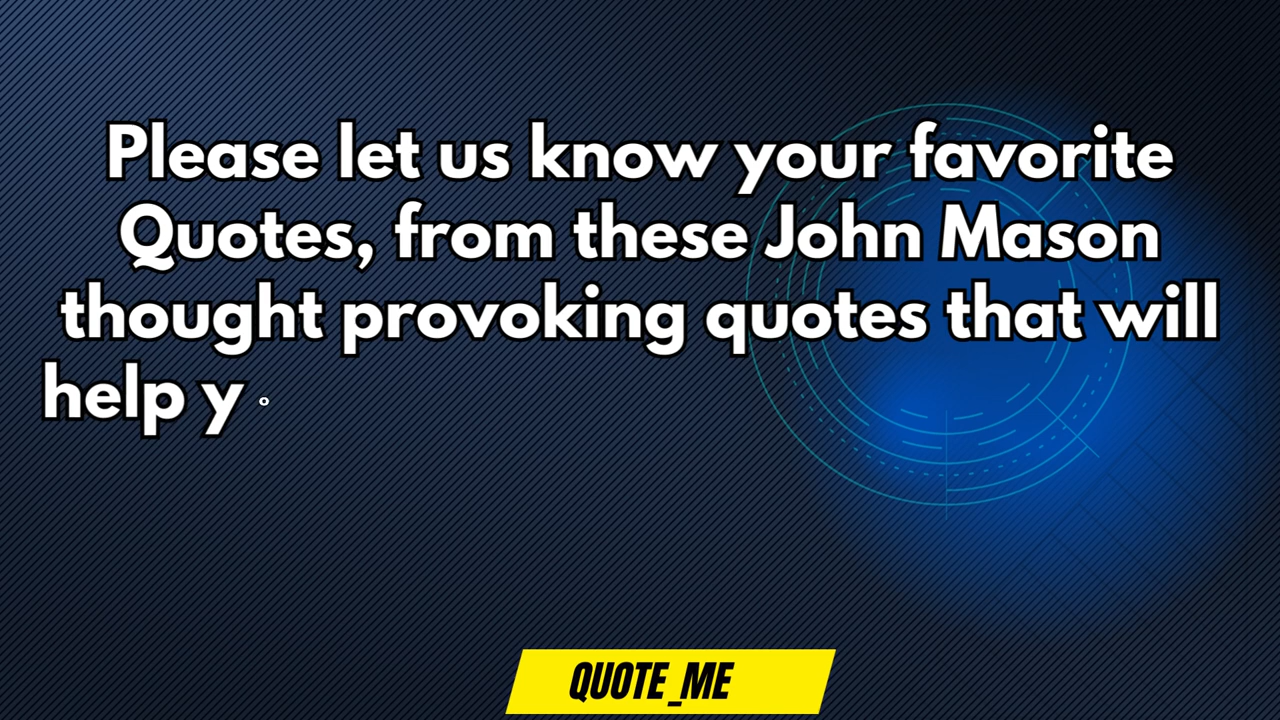 Please let us know your favorite
Quotes, from these John Mason
thought provoking quotes that will
help y
QUOTE_ME